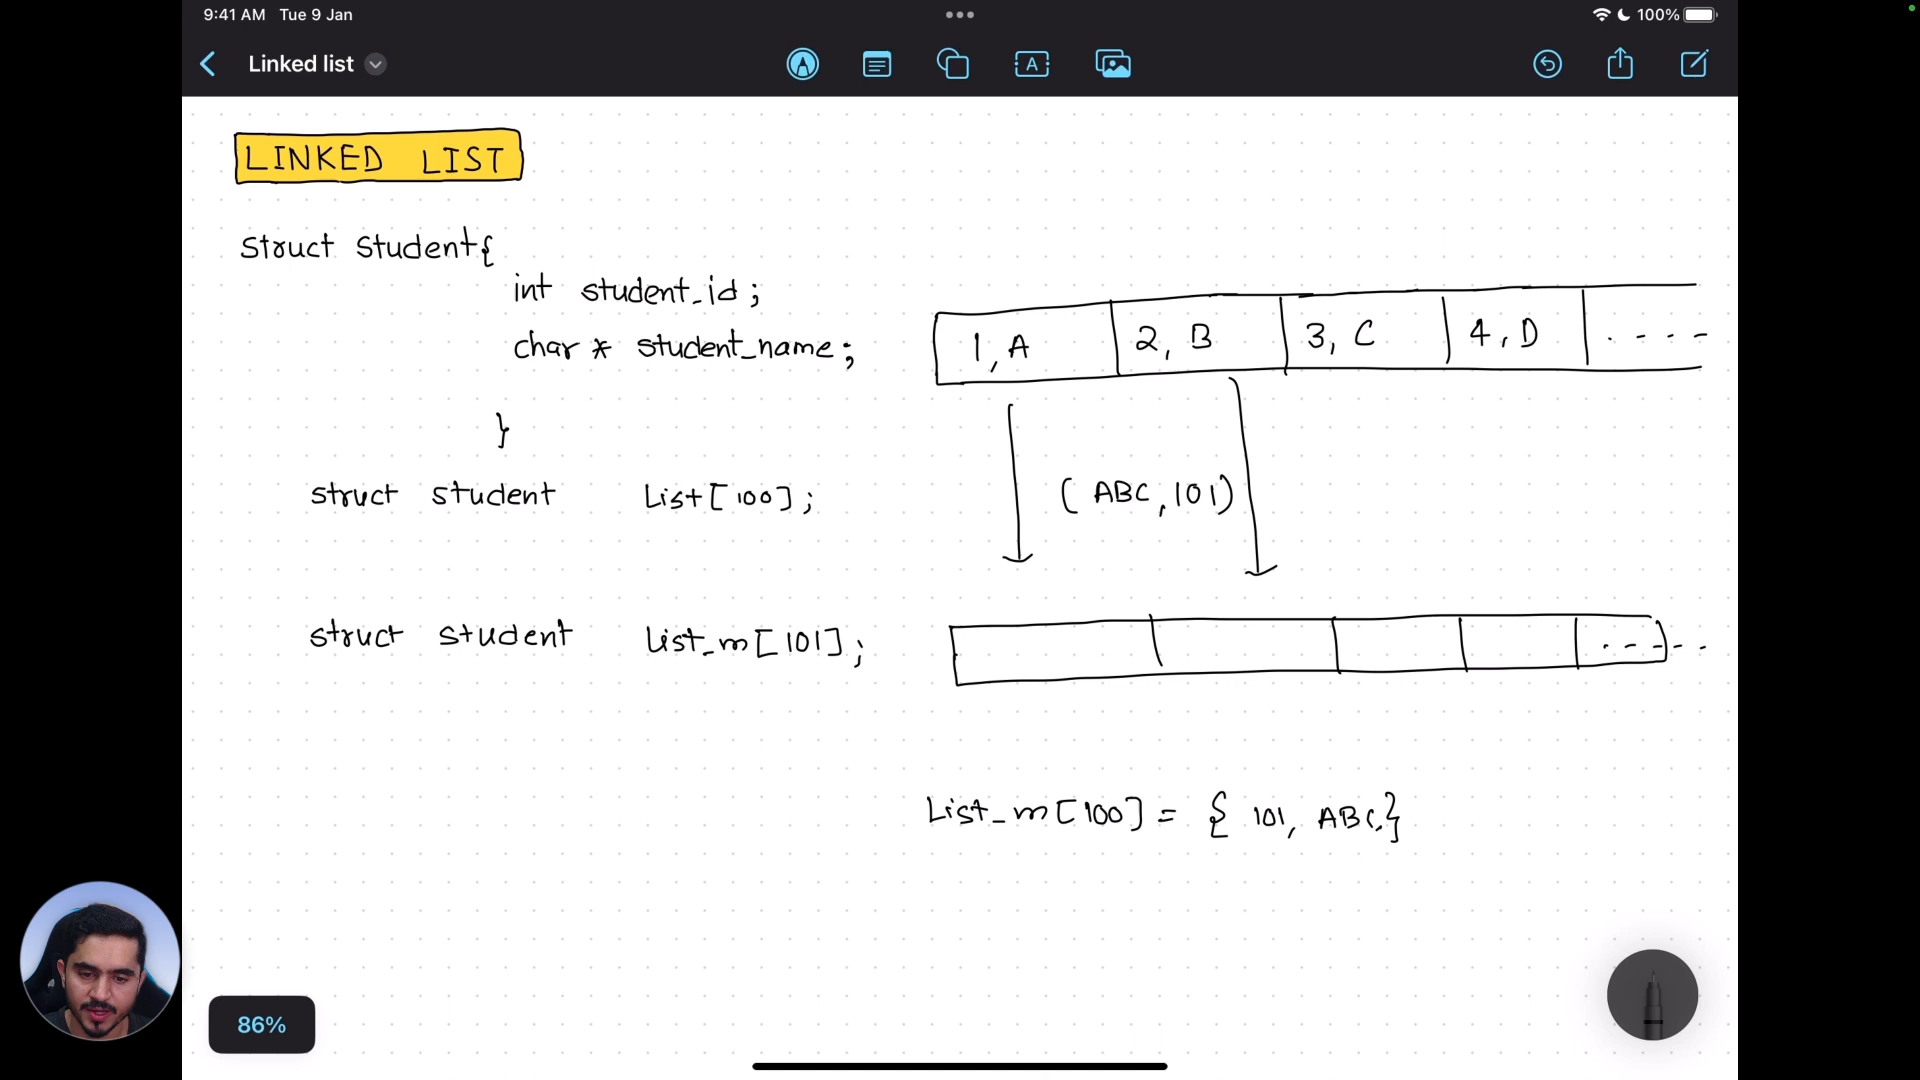 9:41 AM Tue 9 Jan
100%
Linked list
A
LINKED LIST
struct student{
int student_id;
char * student_name;
}
1, A 2, B 3, C 4, D . - - -
(ABC, 101)
struct student List[100];
struct student List_m[101];
. - - - - .
List_m[100] = { 101, ABC.}
86%